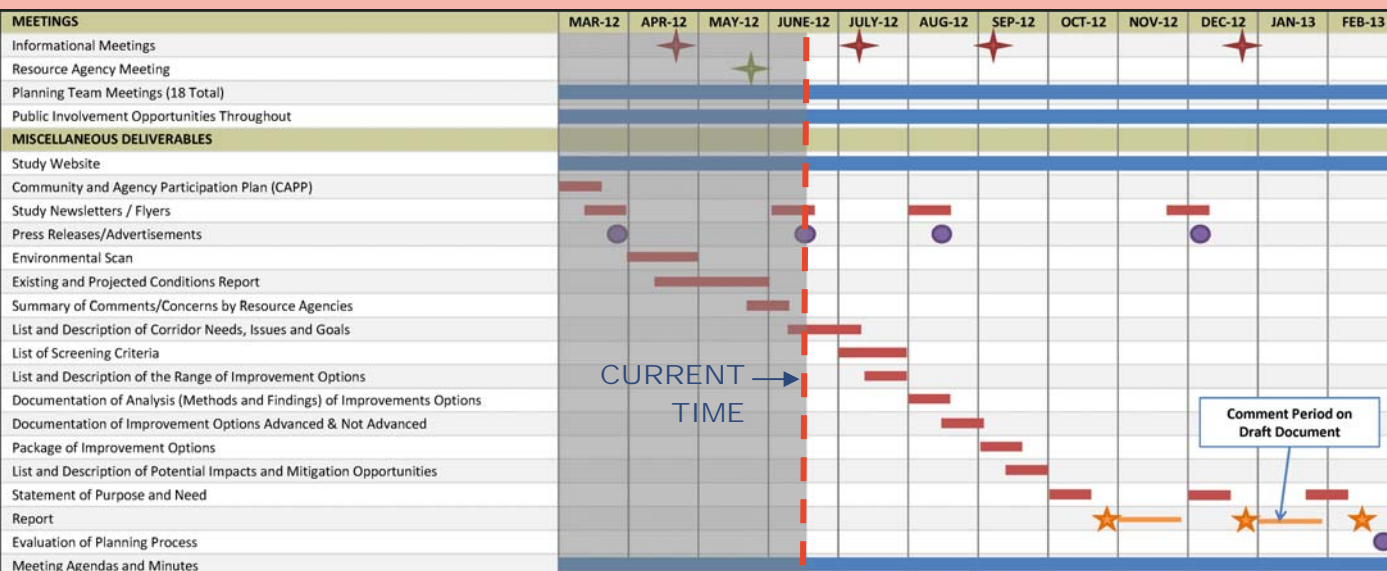 MEETINGS MAR-12 APR-12 MAY-12 JUNE-12 JULY-12 AUG-12 SEP-12 OCT-12 NOV-12 DEC-12 JAN-13 FEB-13
Informational Meetings
Resource Agency Meeting
Planning Team Meetings (18 Total)
Public Involvement Opportunities Throughout
MISCELLANEOUS DELIVERABLES
Study Website
Community and Agency Participation Plan (CAPP)
Study Newsletters / Flyers
Press Releases/Advertisements
Environmental Scan
Existing and Projected Conditions Report
Summary of Comments/Concerns by Resource Agencies
List and Description of Corridor Needs, Issues and Goals
List of Screening Criteria
List and Description of the Range of Improvement Options
CURRENT
Documentation of Analysis (Methods and Findings) of Improvements Options
TIME
Documentation of Improvement Options Advanced & Not Advanced
Comment Period on
Draft Document
Package of Improvement Options
List and Description of Potential Impacts and Mitigation Opportunities
Statement of Purpose and Need
Report
Evaluation of Planning Process
Meeting Agendas and Minutes